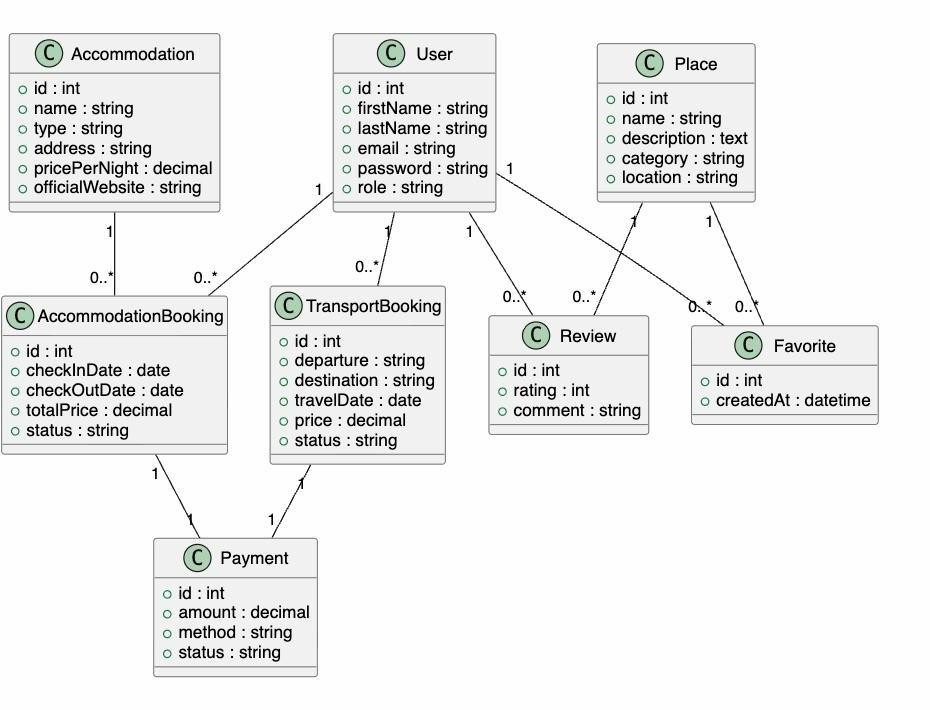 C Accommodation
id : int
name : string
type : string
address : string
pricePerNight : decimal
officialWebsite : string
C User
id : int
firstName : string
lastName : string
email : string
password : string
role : string
C Place
id : int
name : string
description : text
category : string
location : string
1
0..*
1
0..*
1
0..*
1
0..*
1
0..*
1
0..*
1
0..*
C AccommodationBooking
id : int
checkInDate : date
checkOutDate : date
totalPrice : decimal
status : string
C TransportBooking
id : int
departure : string
destination : string
travelDate : date
price : decimal
status : string
C Review
id : int
rating : int
comment : string
C Favorite
id : int
createdAt : datetime
1
1
1
1
C Payment
id : int
amount : decimal
method : string
status : string